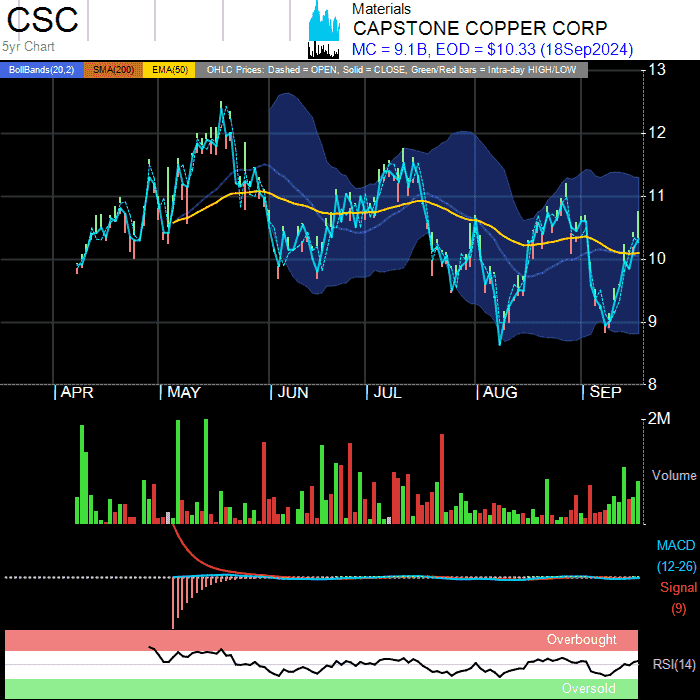 CSC
5yr Chart
Materials
CAPSTONE COPPER CORP
MC = 9.1B, EOD = $10.33 (18Sep2024)
BollBands(20,2) SMA(200) EMA(50) OHLC Prices: Dashed = OPEN, Solid = CLOSE, Green/Red bars = Intra-day HIGH/LOW
13
12
11
10
9
8
APR MAY JUN JUL AUG SEP
2M
Volume
MACD
(12-26)
Signal
(9)
Overbought
RSI(14)
Oversold